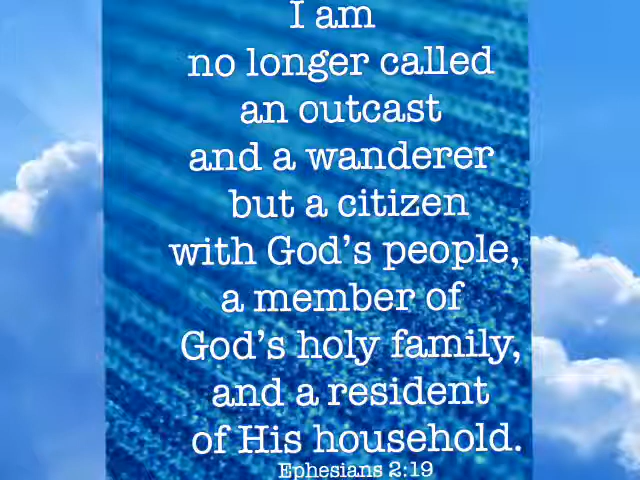 I am
no longer called
an outcast
and a wanderer
but a citizen
with God's people,
a member of
God's holy family,
and a resident
of His household.
Ephesians 2:19